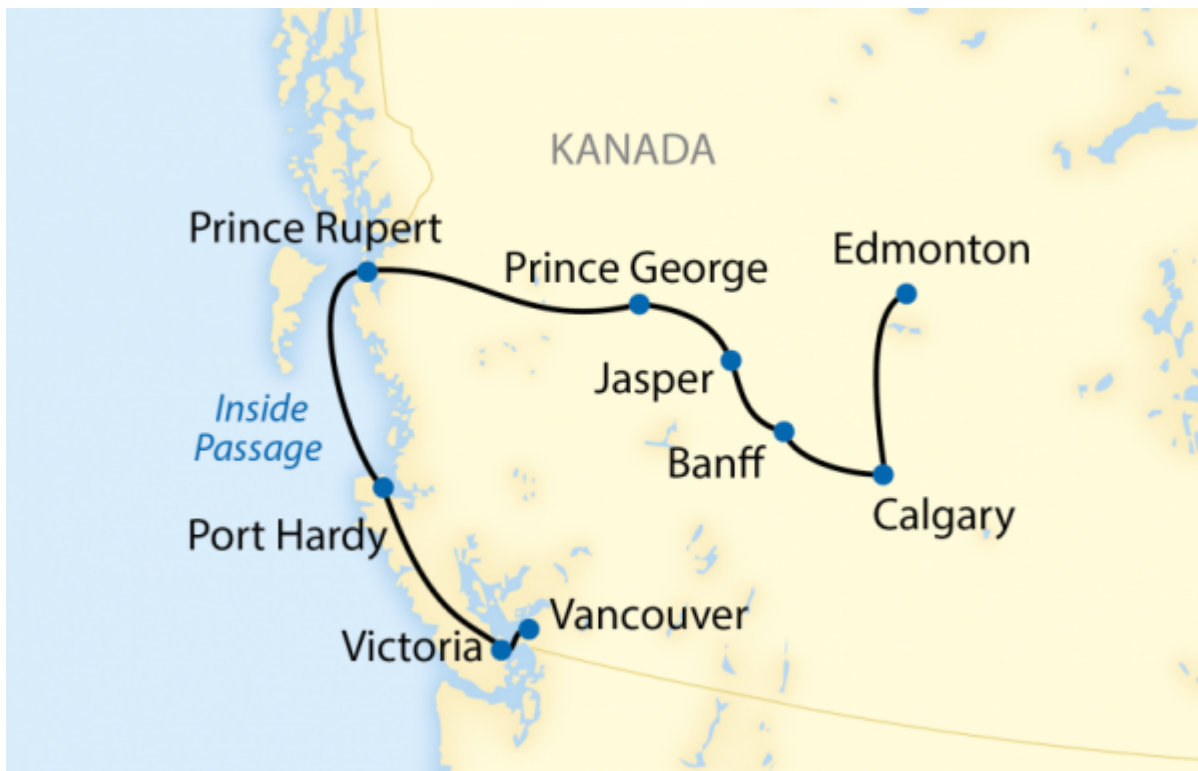 KANADA
Prince Rupert
Edmonton
Prince George
Jasper
Inside
Passage
Banff
Calgary
Port Hardy
Vancouver
Victoria